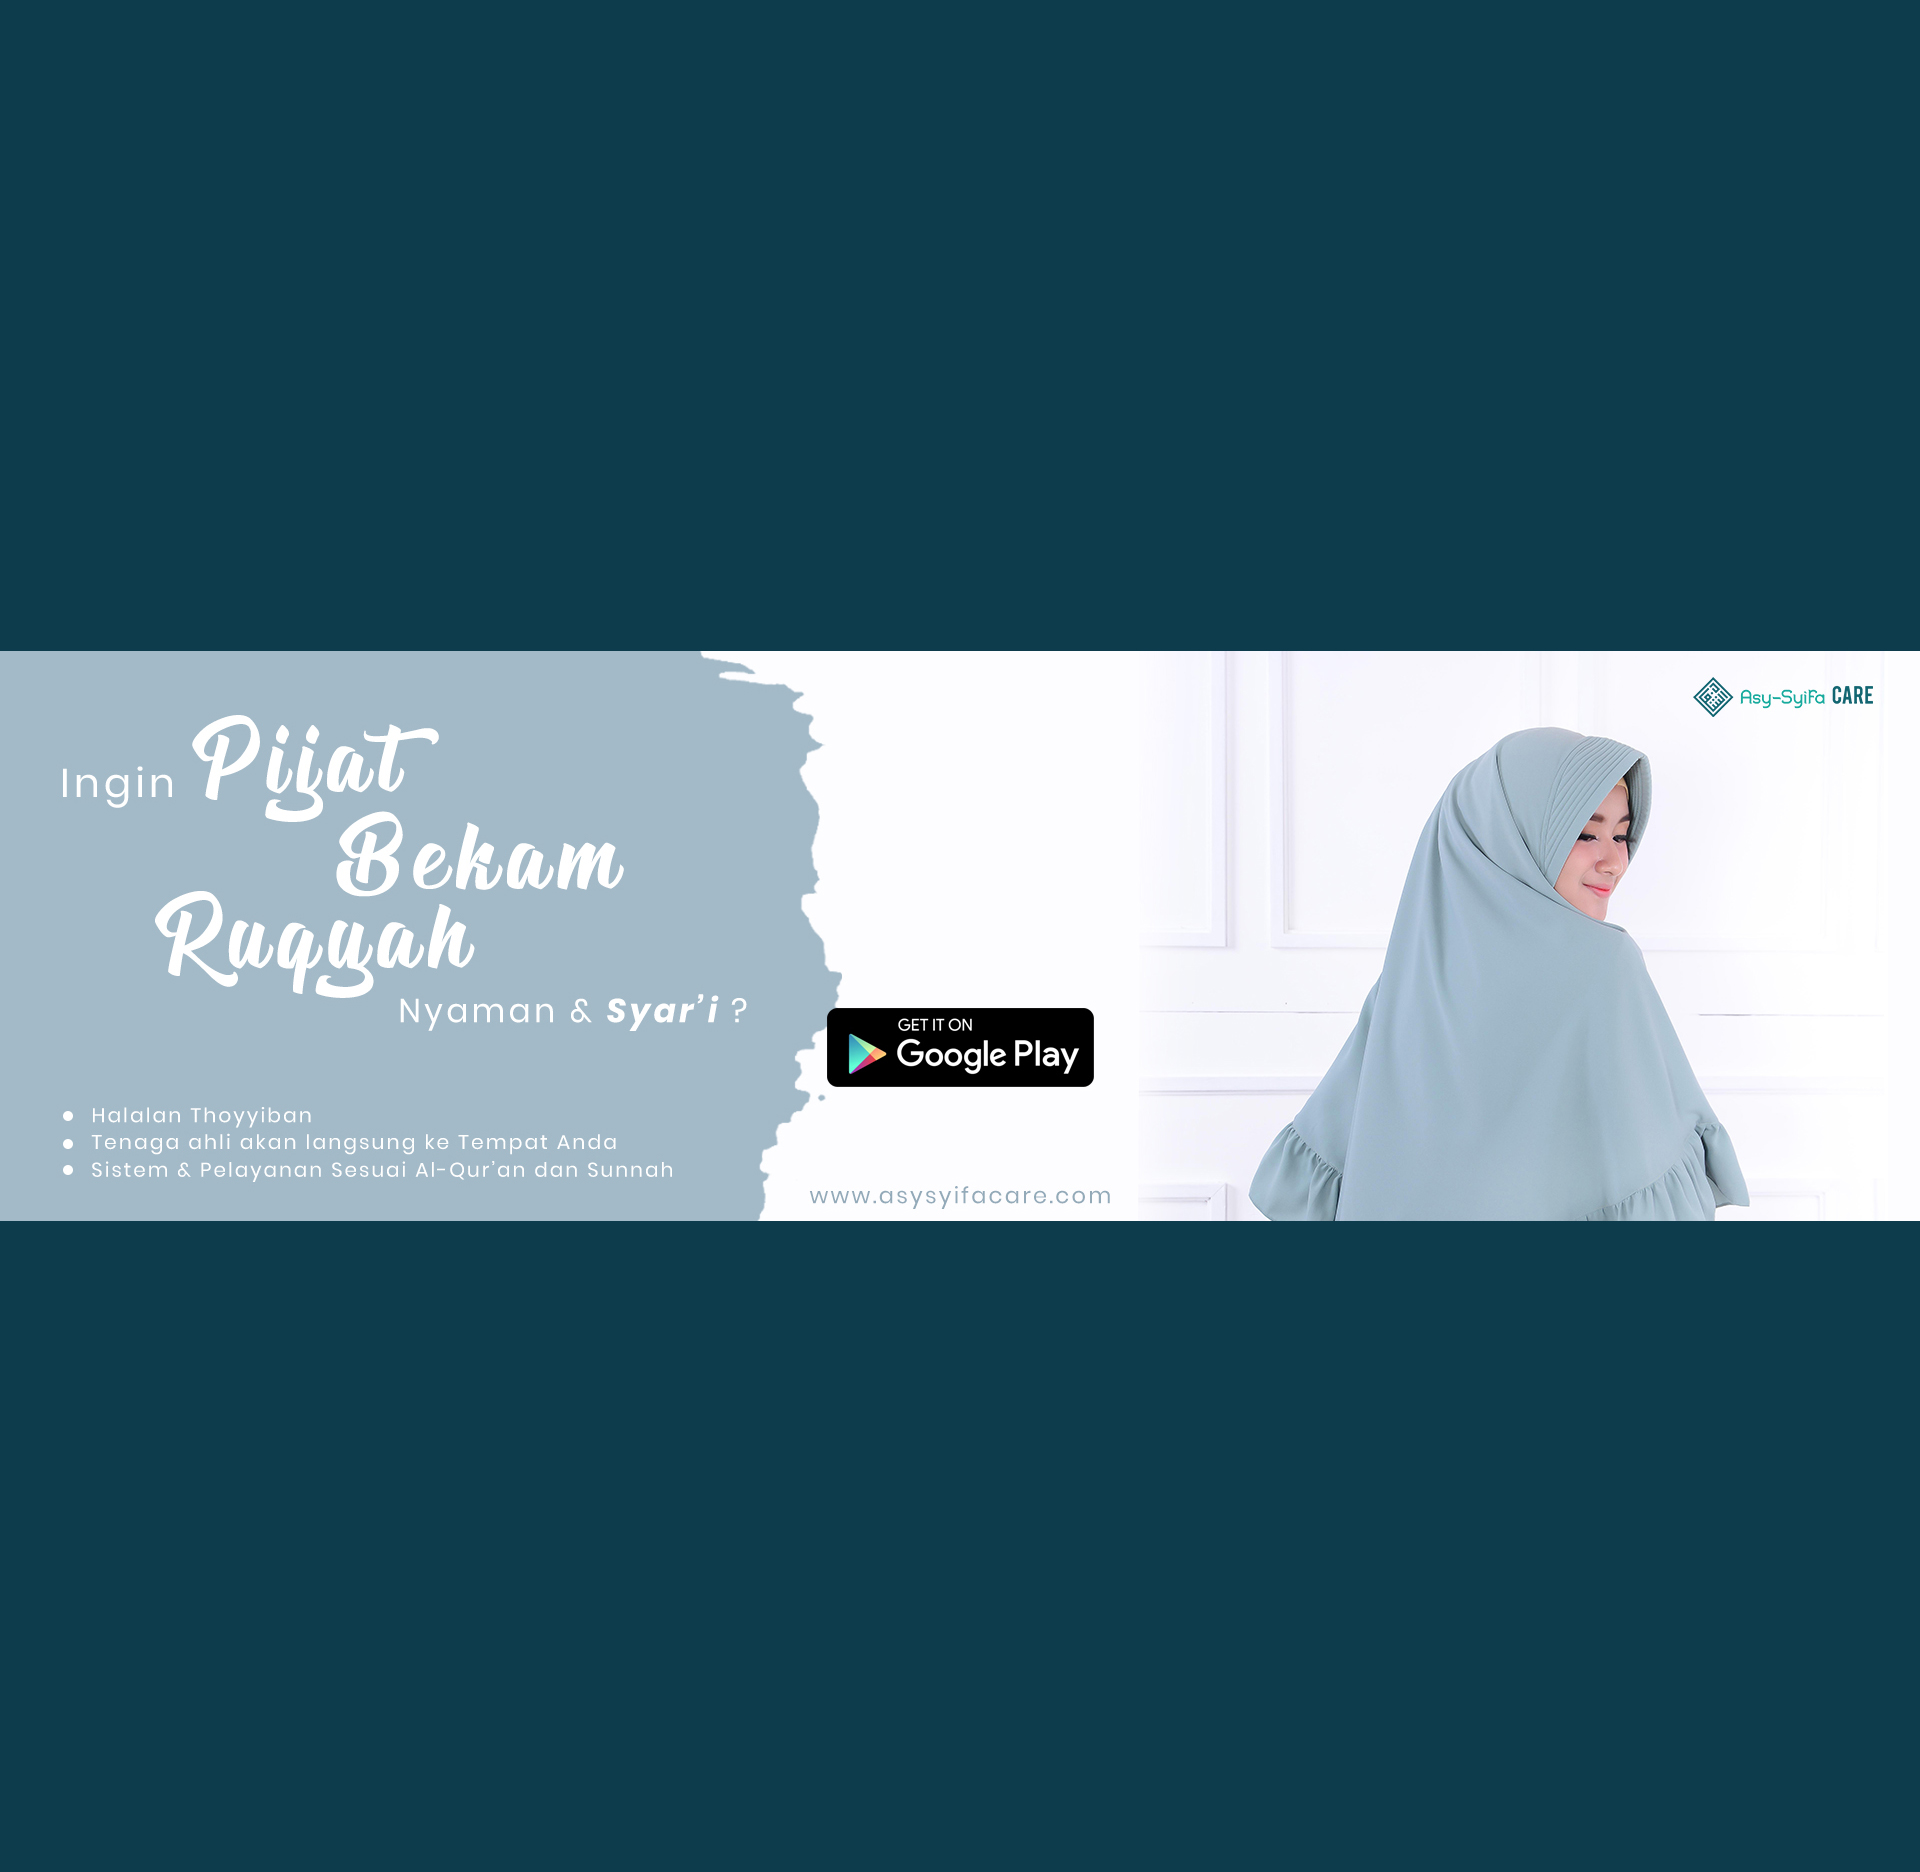 Ingin Pijat
Bekam
Ruqyah
Nyaman & Syar'i ?
Halalan Thoyyiban
Tenaga ahli akan langsung ke Tempat Anda
Sistem & Pelayanan Sesuai Al-Qur'an dan Sunnah
GET IT ON
Google Play
www.asysyifacare.com
Asy-Syifa CARE